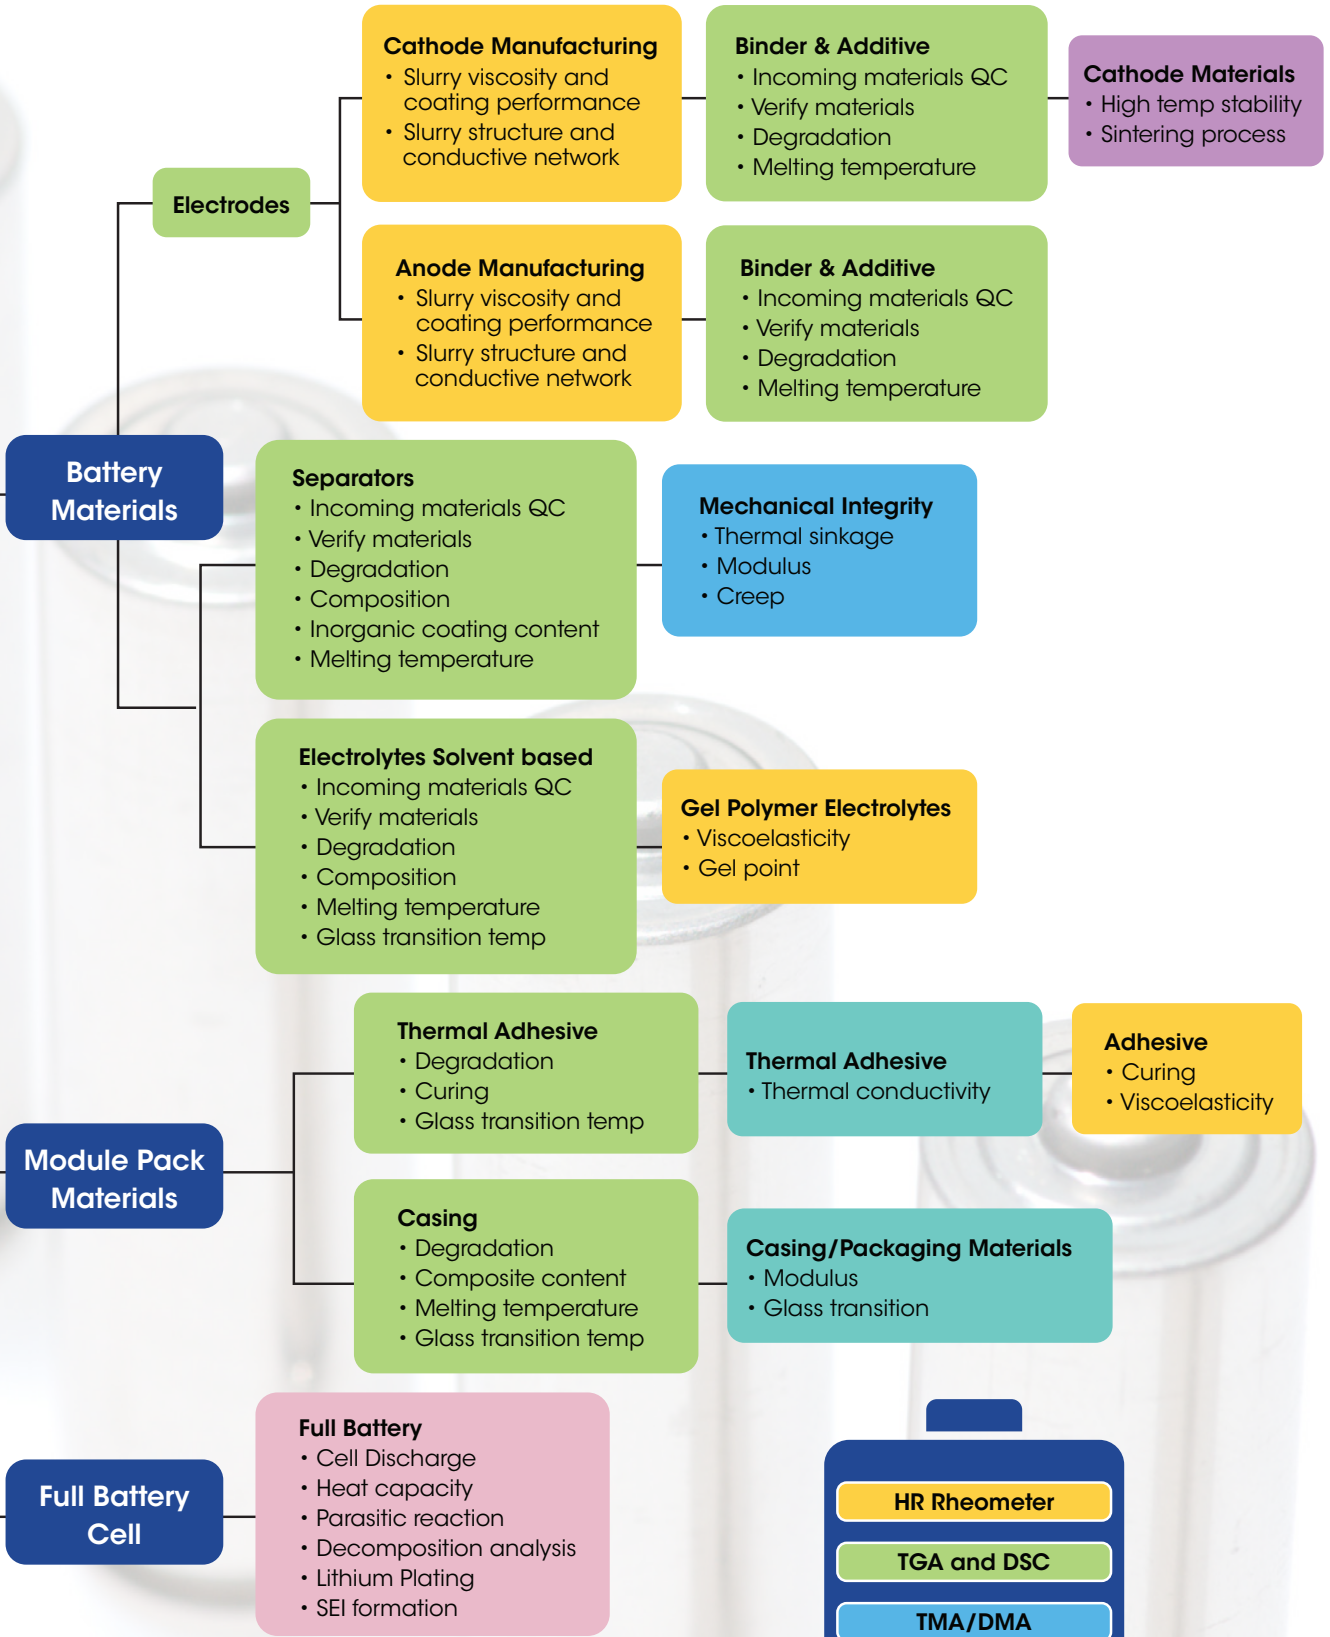 Cathode Manufacturing
• Slurry viscosity and
coating performance
• Slurry structure and
conductive network
Binder & Additive
• Incoming materials QC
• Verify materials
• Degradation
• Melting temperature
Cathode Materials
• High temp stability
• Sintering process
Electrodes
Anode Manufacturing
• Slurry viscosity and
coating performance
• Slurry structure and
conductive network
Binder & Additive
• Incoming materials QC
• Verify materials
• Degradation
• Melting temperature
Battery
Materials
Separators
• Incoming materials QC
• Verify materials
• Degradation
• Composition
• Inorganic coating content
• Melting temperature
Mechanical Integrity
• Thermal sinkage
• Modulus
• Creep
Electrolytes Solvent based
• Incoming materials QC
• Verify materials
• Degradation
• Composition
• Melting temperature
• Glass transition temp
Gel Polymer Electrolytes
• Viscoelasticity
• Gel point
Module Pack
Materials
Thermal Adhesive
• Degradation
• Curing
• Glass transition temp
Thermal Adhesive
• Thermal conductivity
Adhesive
• Curing
• Viscoelasticity
Casing
• Degradation
• Composite content
• Melting temperature
• Glass transition temp
Casing/Packaging Materials
• Modulus
• Glass transition
Full Battery
Cell
Full Battery
• Cell Discharge
• Heat capacity
• Parasitic reaction
• Decomposition analysis
• Lithium Plating
• SEI formation
HR Rheometer
TGA and DSC
TMA/DMA